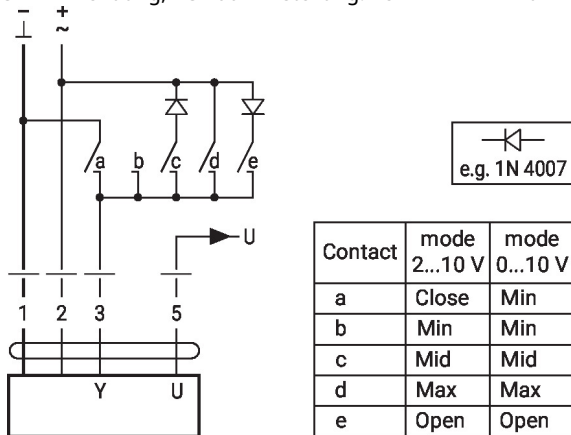 − +
⊥ ~
a b c d e
U
1 2 3 5
Y U
e.g. 1N 4007
Contact mode 2...10 V mode 0...10 V
a Close Min
b Min Min
c Mid Mid
d Max Max
e Open Open